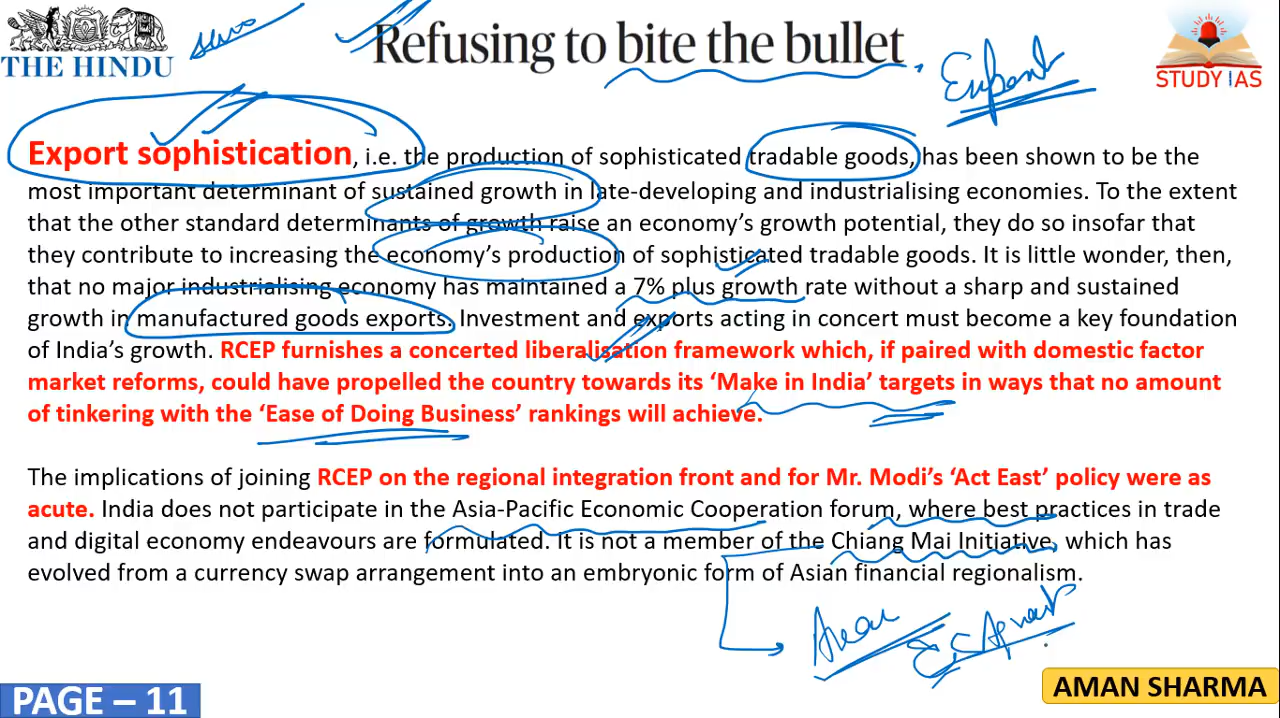 THE HINDU
Refusing to bite the bullet
STUDY IAS
Export sophistication, i.e. the production of sophisticated tradable goods, has been shown to be the
most important determinant of sustained growth in late-developing and industrialising economies. To the extent
that the other standard determinants of growth raise an economy's growth potential, they do so insofar that
they contribute to increasing the economy's production of sophisticated tradable goods. It is little wonder, then,
that no major industrialising economy has maintained a 7% plus growth rate without a sharp and sustained
growth in manufactured goods exports. Investment and exports acting in concert must become a key foundation
of India's growth. RCEP furnishes a concerted liberalisation framework which, if paired with domestic factor
market reforms, could have propelled the country towards its 'Make in India' targets in ways that no amount
of tinkering with the 'Ease of Doing Business' rankings will achieve.
The implications of joining RCEP on the regional integration front and for Mr. Modi's 'Act East' policy were as
acute. India does not participate in the Asia-Pacific Economic Cooperation forum, where best practices in trade
and digital economy endeavours are formulated. It is not a member of the Chiang Mai Initiative, which has
evolved from a currency swap arrangement into an embryonic form of Asian financial regionalism.
PAGE – 11
AMAN SHARMA